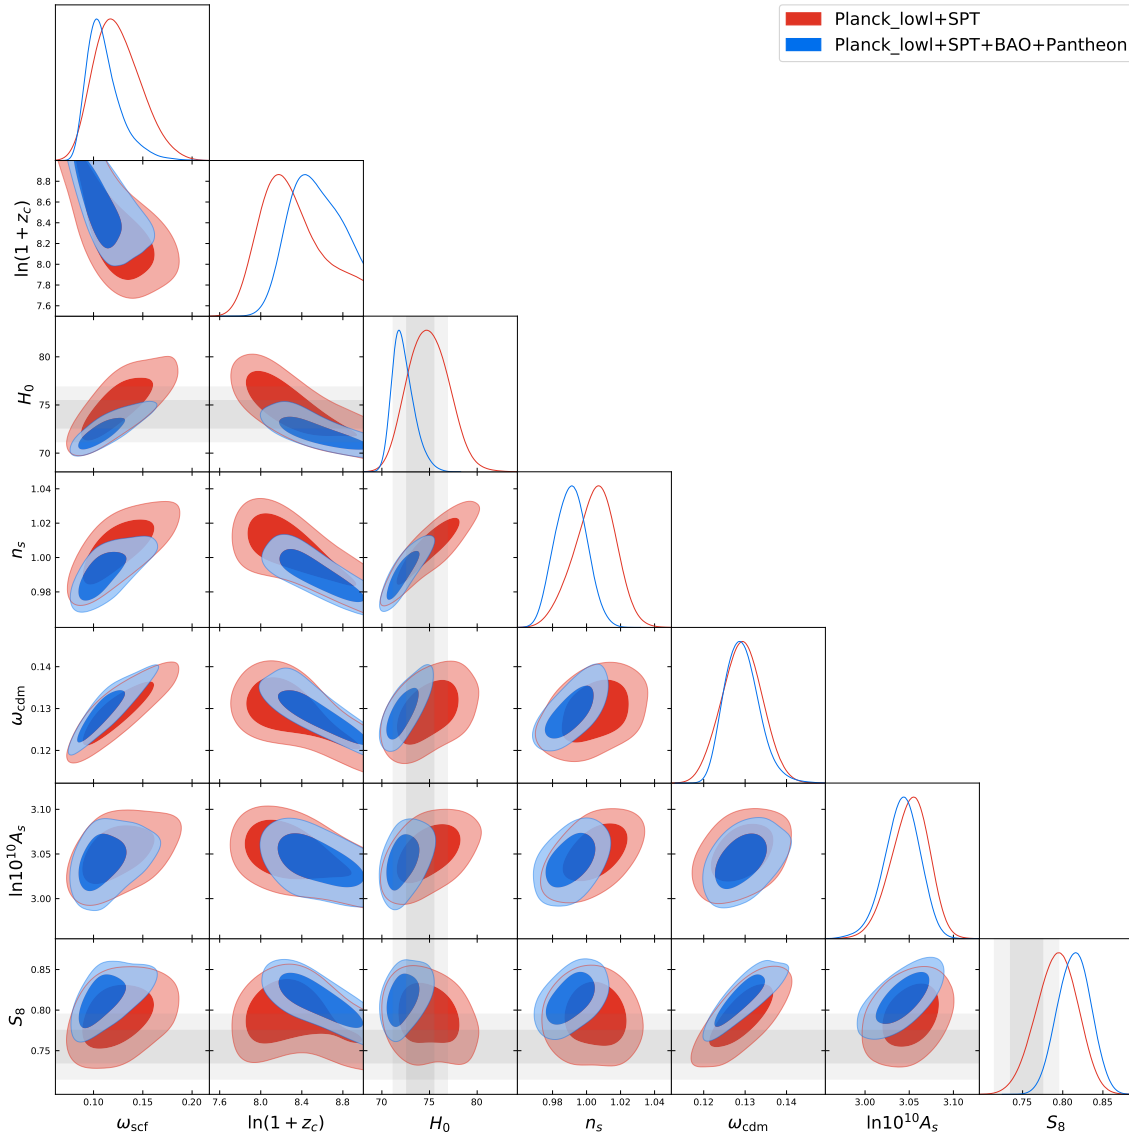 Planck_lowl+SPT
Planck_lowl+SPT+BAO+Pantheon
ln(1 + z_c)
8.8
8.6
8.4
8.2
8.0
7.8
7.6
H_0
80
75
70
n_s
1.04
1.02
1.00
0.98
ω_cdm
0.14
0.13
0.12
ln10^{10}A_s
3.10
3.05
3.00
S_8
0.85
0.80
0.75
0.10 0.15 0.20 8.0 8.4 8.8 70 75 80 0.98 1.00 1.02 1.04 0.12 0.13 0.14 3.00 3.05 3.10 0.75 0.80 0.85
7.6
ω_scf ln(1 + z_c) H_0 n_s ω_cdm ln10^{10}A_s S_8